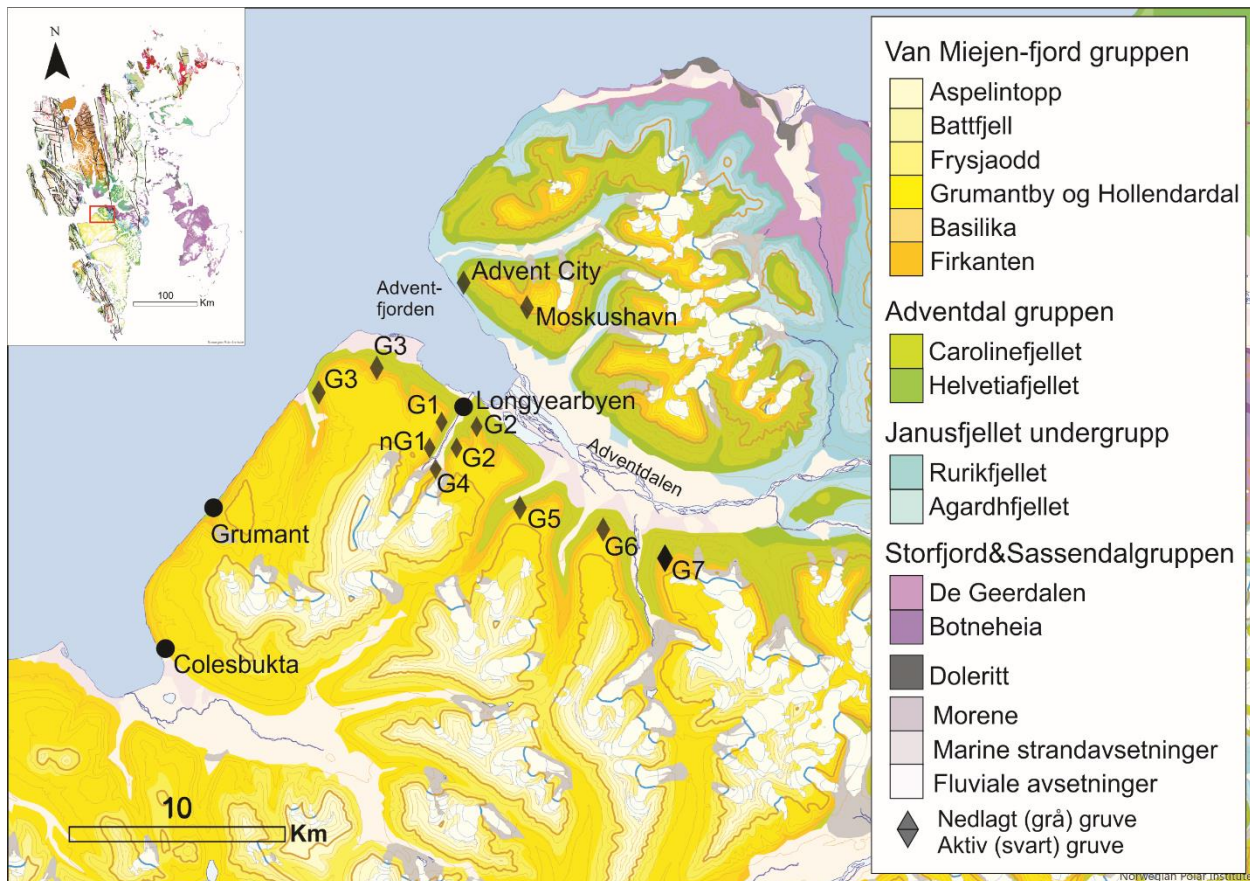 N
100
Km
Adventfjorden
Advent-
fjorden
Advent City
Moskushavn
G3
G3
G1
Longyearbyen
G2
nG1
G2
G4
Adventdalen
G5
G6
G7
Grumant
Colesbukta
10
Km
Van Miejen-fjord gruppen
Aspelintopp
Battfjell
Frysjaodd
Grumantby og Hollendardal
Basilika
Firkanten
Adventdal gruppen
Carolinefjellet
Helvetiafjellet
Janusfjellet undergrupp
Rurikfjellet
Agardhfjellet
Storfjord&Sassendalgruppen
De Geerdalen
Botneheia
Doleritt
Morene
Marine strandavsetninger
Fluviale avsetninger
Nedlagt (grå) gruve
Aktiv (svart) gruve
Norwegian Polar Institute